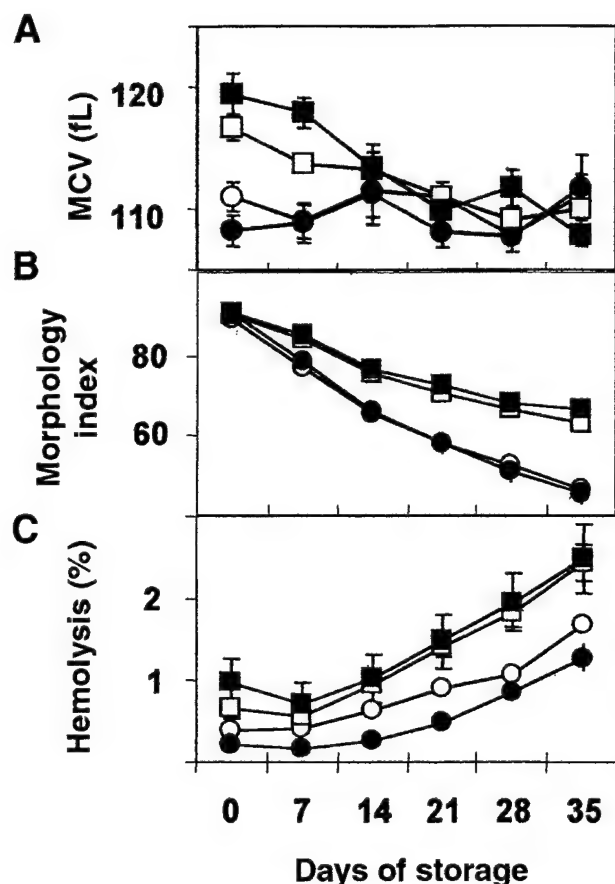 A
MCV (fL)
120
110
B
Morphology
index
80
60
C
Hemolysis (%)
2
1
0 7 14 21 28 35
Days of storage